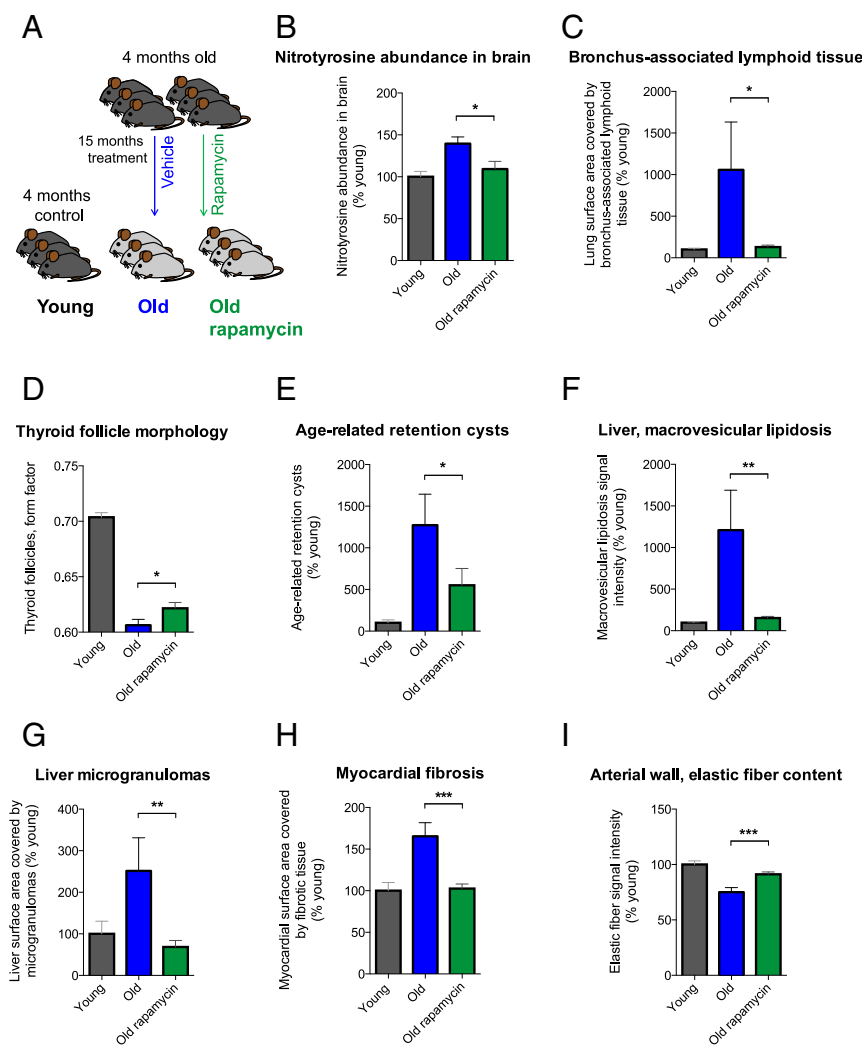 A
4 months old
15 months
treatment
Vehicle
Rapamycin
4 months
control
Young
Old
Old
rapamycin
B
Nitrotyrosine abundance in brain
Nitrotyrosine abundance in brain
(% young)
200
150
100
50
0
*
Young
Old
Old rapamycin
C
Bronchus-associated lymphoid tissue
Lung surface area covered by
bronchus-associated lymphoid
tissue (% young)
2000
1500
1000
500
0
*
Young
Old
Old rapamycin
D
Thyroid follicle morphology
Thyroid follicicles, form factor
0.75
0.70
0.65
0.60
*
Young
Old
Old rapamycin
E
Age-related retention cysts
Age-related retention cysts
(% young)
2000
1500
1000
500
0
*
Young
Old
Old rapamycin
F
Liver, macrovesicular lipidosis
Macrovesicular lipidosis signal
intensity (% young)
2000
1500
1000
500
0
**
Young
Old
Old rapamycin
G
Liver microgranulomas
Liver surface area covered by
microgranulomas (% young)
400
300
200
100
0
**
Young
Old
Old rapamycin
H
Myocardial fibrosis
Myocardial surface area covered
by fibrotic tissue
(% young)
200
150
100
50
0
***
Young
Old
Old rapamycin
I
Arterial wall, elastic fiber content
Elastic fiber signal intensity
(% young)
150
100
50
0
***
Young
Old
Old rapamycin